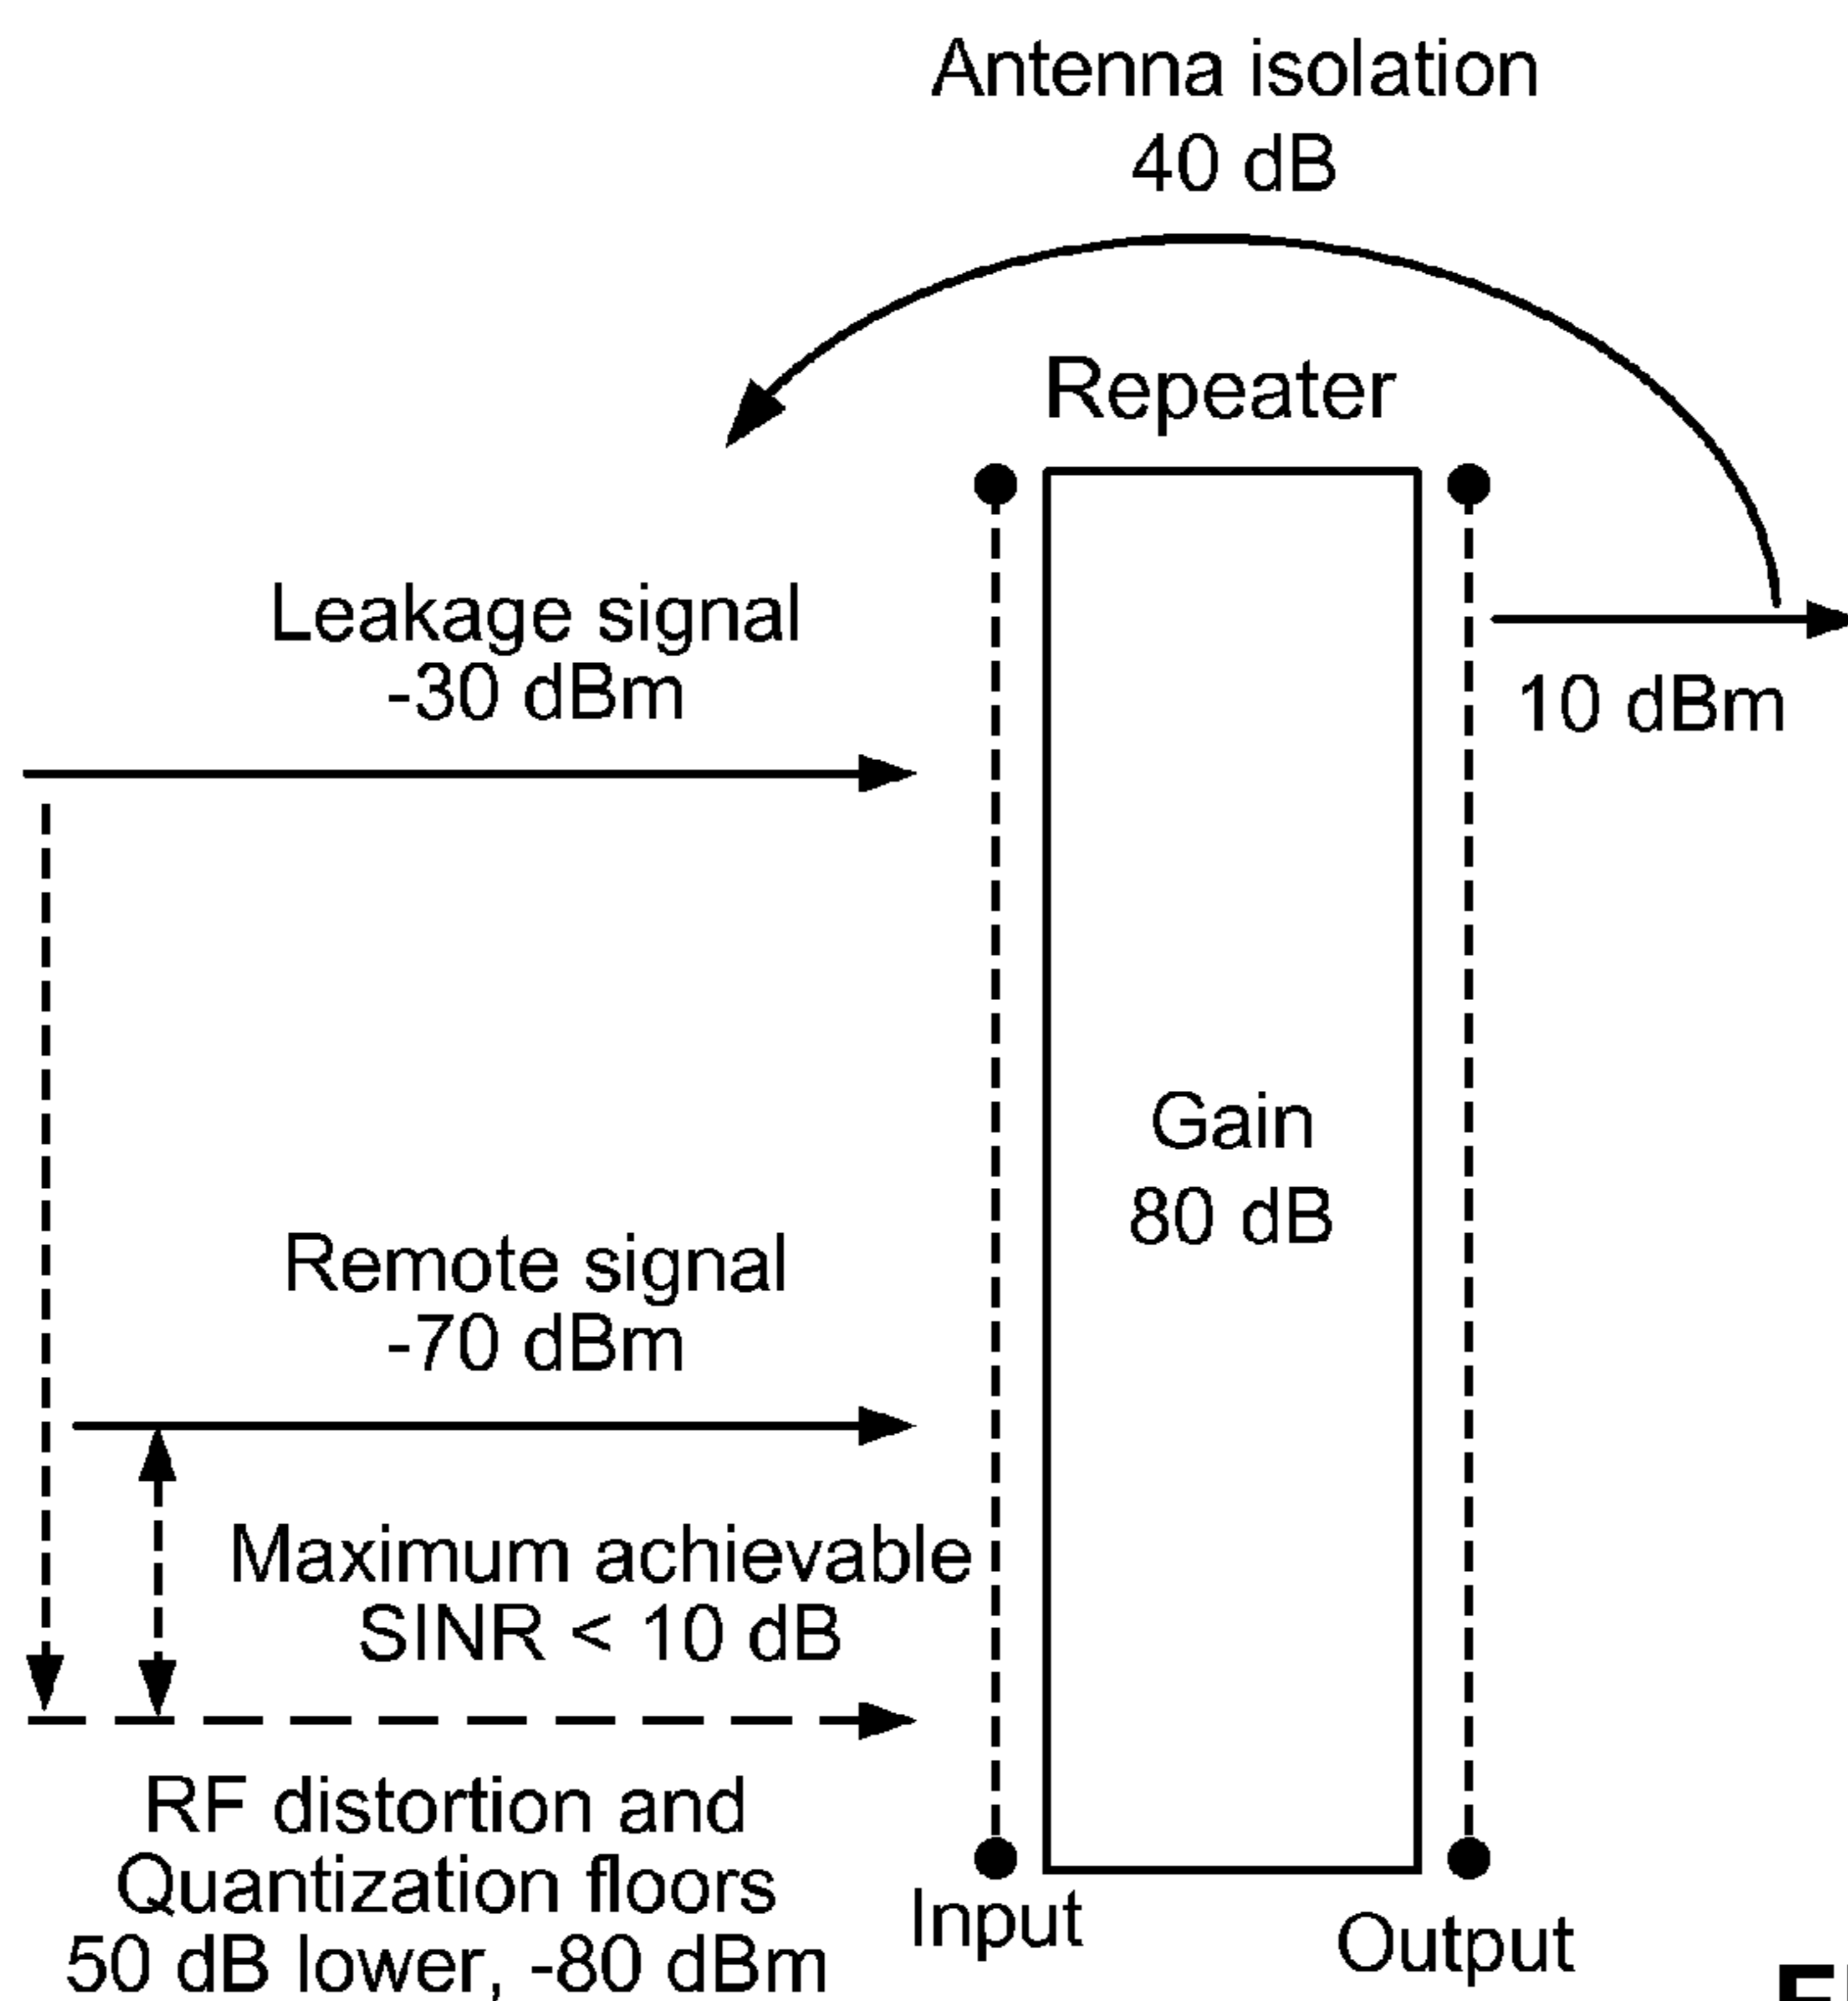 Antenna isolation
40 dB
Repeater
Leakage signal
-30 dBm
10 dBm
Gain
80 dB
Remote signal
-70 dBm
Maximum achievable
SINR < 10 dB
RF distortion and
Quantization floors
50 dB lower, -80 dBm
Input
Output